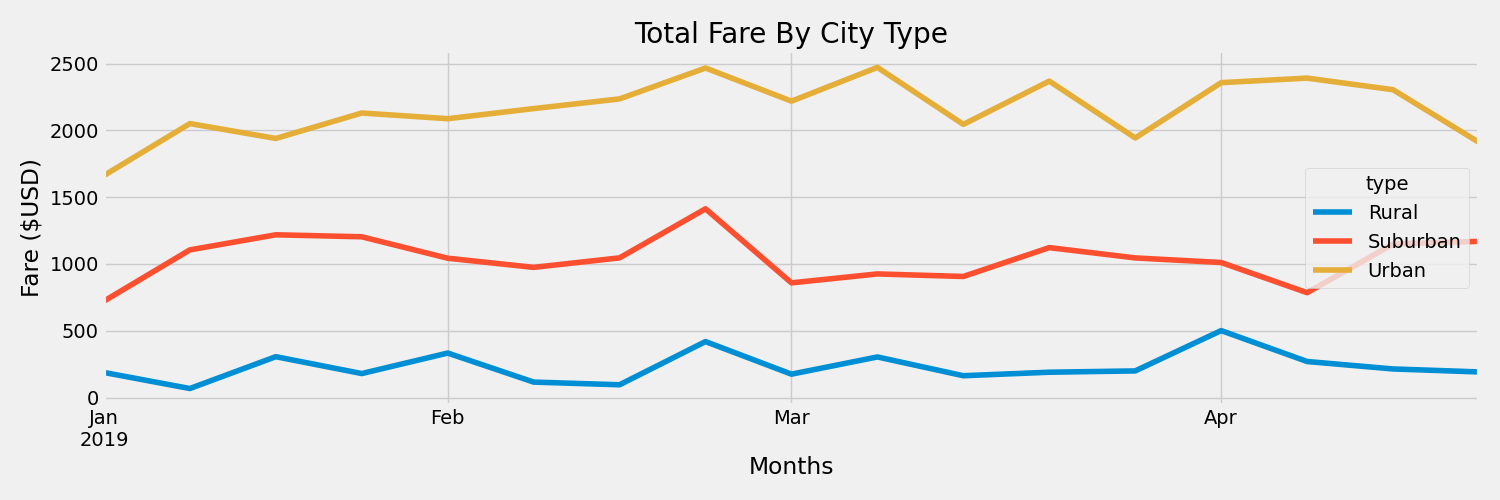 Total Fare By City Type
Fare ($USD)
2500
2000
1500
1000
500
0
type
Rural
Suburban
Urban
Jan
2019
Feb
Mar
Apr
Months